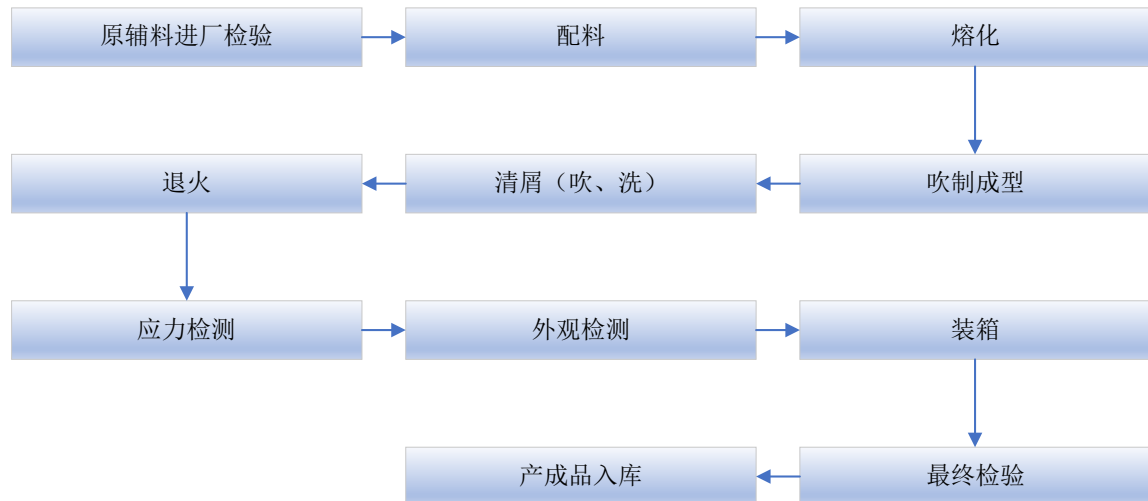 原辅料进厂检验
配料
熔化
吹制成型
清屑（吹、洗）
退火
应力检测
外观检测
装箱
最终检验
产成品入库